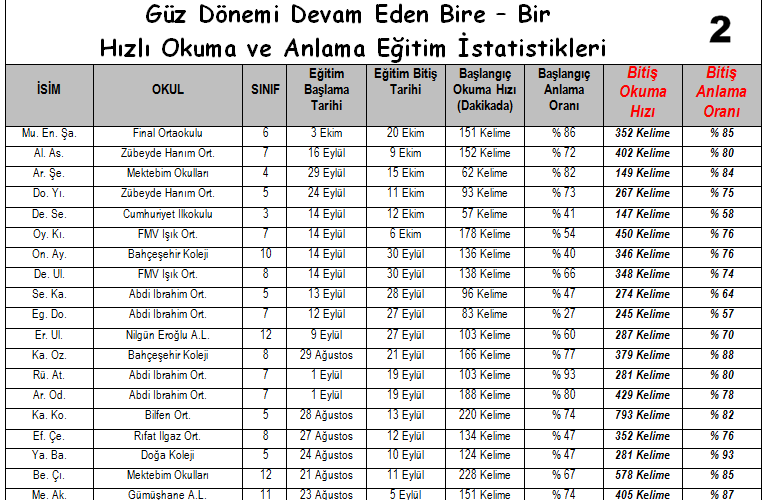 Güz Dönemi Devam Eden Bire – Bir
Hızlı Okuma ve Anlama Eğitim İstatistikleri
2
İSİM OKUL SINIF Eğitim Başlama Tarihi Eğitim Bitiş Tarihi Başlangıç Okuma Hızı (Dakikada) Başlangıç Anlama Oranı Bitiş Okuma Hızı Bitiş Anlama Oranı
Mu. En. Şa. Final Ortaokulu 6 3 Ekim 20 Ekim 151 Kelime % 86 352 Kelime % 85
Al. As. Zübeyde Hanım Ort. 7 16 Eylül 9 Ekim 152 Kelime % 72 402 Kelime % 80
Ar. Şe. Mektebim Okulları 4 29 Eylül 15 Ekim 62 Kelime % 82 149 Kelime % 84
Do. Yı. Zübeyde Hanım Ort. 5 24 Eylül 11 Ekim 93 Kelime % 73 267 Kelime % 75
De. Se. Cumhuriyet Ilkokulu 3 14 Eylül 12 Ekim 57 Kelime % 41 147 Kelime % 58
Oy. Kı. FMV Işık Ort. 7 14 Eylül 6 Ekim 178 Kelime % 54 450 Kelime % 76
On. Ay. Bahçeşehir Koleji 10 14 Eylül 30 Eylül 136 Kelime % 40 346 Kelime % 76
De. Ul. FMV Işık Ort. 8 14 Eylül 30 Eylül 138 Kelime % 66 348 Kelime % 74
Se. Ka. Abdi Ibrahim Ort. 5 13 Eylül 28 Eylül 96 Kelime % 47 274 Kelime % 64
Eg. Do. Abdi Ibrahim Ort. 7 12 Eylül 27 Eylül 83 Kelime % 27 245 Kelime % 57
Er. Ul. Nilgün Eroğlu A.L. 12 9 Eylül 27 Eylül 103 Kelime % 60 287 Kelime % 70
Ka. Oz. Bahçeşehir Koleji 8 29 Ağustos 21 Eylül 166 Kelime % 77 379 Kelime % 88
Rü. At. Abdi Ibrahim Ort. 7 1 Eylül 19 Eylül 103 Kelime % 93 281 Kelime % 80
Ar. Od. Abdi Ibrahim Ort. 7 1 Eylül 19 Eylül 188 Kelime % 80 429 Kelime % 78
Ka. Ko. Bilfen Ort. 5 28 Ağustos 13 Eylül 220 Kelime % 74 793 Kelime % 82
Ef. Çe. Rıfat Ilgaz Ort. 8 27 Ağustos 12 Eylül 134 Kelime % 47 352 Kelime % 76
Ya. Ba. Doğa Koleji 5 24 Ağustos 10 Eylül 124 Kelime % 47 281 Kelime % 93
Be. Çı. Mektebim Okulları 12 21 Ağustos 11 Eylül 228 Kelime % 67 578 Kelime % 85
Me. Ak. Gümüşhane A.L. 11 23 Ağustos 5 Eylül 151 Kelime % 74 405 Kelime % 87